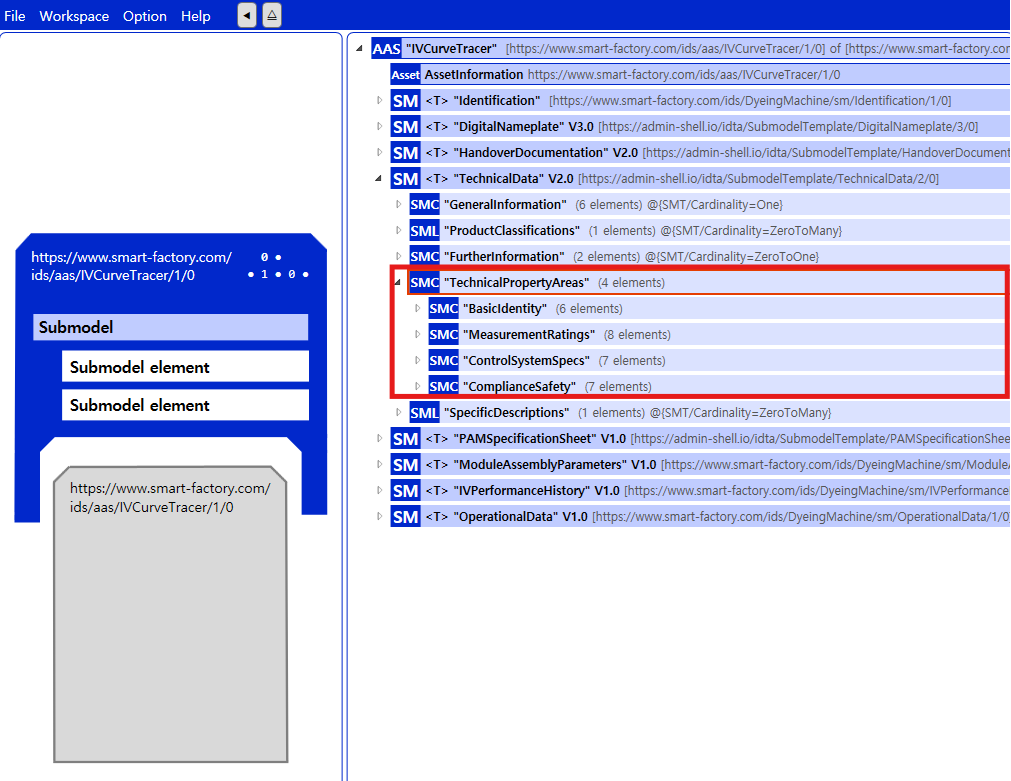 File Workspace Option Help ◄ △
https://www.smart-factory.com/
ids/aas/IVCurveTracer/1/0
0 ●
● 1 ● 0 ●
Submodel
Submodel element
Submodel element
https://www.smart-factory.com/
ids/aas/IVCurveTracer/1/0
AAS "IVCurveTracer" [https://www.smart-factory.com/ids/aas/IVCurveTracer/1/0] of [https://www.smart-factory.cor
Asset AssetInformation https://www.smart-factory.com/ids/aas/IVCurveTracer/1/0
SM <T> "Identification" [https://www.smart-factory.com/ids/DyeingMachine/sm/Identification/1/0]
SM <T> "DigitalNameplate" V3.0 [https://admin-shell.io/idta/SubmodelTemplate/DigitalNameplate/3/0]
SM <T> "HandoverDocumentation" V2.0 [https://admin-shell.io/idta/SubmodelTemplate/HandoverDocument
SM <T> "TechnicalData" V2.0 [https://admin-shell.io/idta/SubmodelTemplate/TechnicalData/2/0]
SMC "GeneralInformation" (6 elements) @{SMT/Cardinality=One}
SML "ProductClassifications" (1 elements) @{SMT/Cardinality=ZeroToMany}
SMC "FurtherInformation" (2 elements) @{SMT/Cardinality=ZeroToOne}
SMC "TechnicalPropertyAreas" (4 elements)
SMC "BasicIdentity" (6 elements)
SMC "MeasurementRatings" (8 elements)
SMC "ControlSystemSpecs" (7 elements)
SMC "ComplianceSafety" (7 elements)
SML "SpecificDescriptions" (1 elements) @{SMT/Cardinality=ZeroToMany}
SM <T> "PAMSpecificationSheet" V1.0 [https://admin-shell.io/idta/SubmodelTemplate/PAMSpecificationShee
SM <T> "ModuleAssemblyParameters" V1.0 [https://www.smart-factory.com/ids/DyeingMachine/sm/ModuleA
SM <T> "IVPerformanceHistory" V1.0 [https://www.smart-factory.com/ids/DyeingMachine/sm/IVPerformance
SM <T> "OperationalData" V1.0 [https://www.smart-factory.com/ids/DyeingMachine/sm/OperationalData/1/0